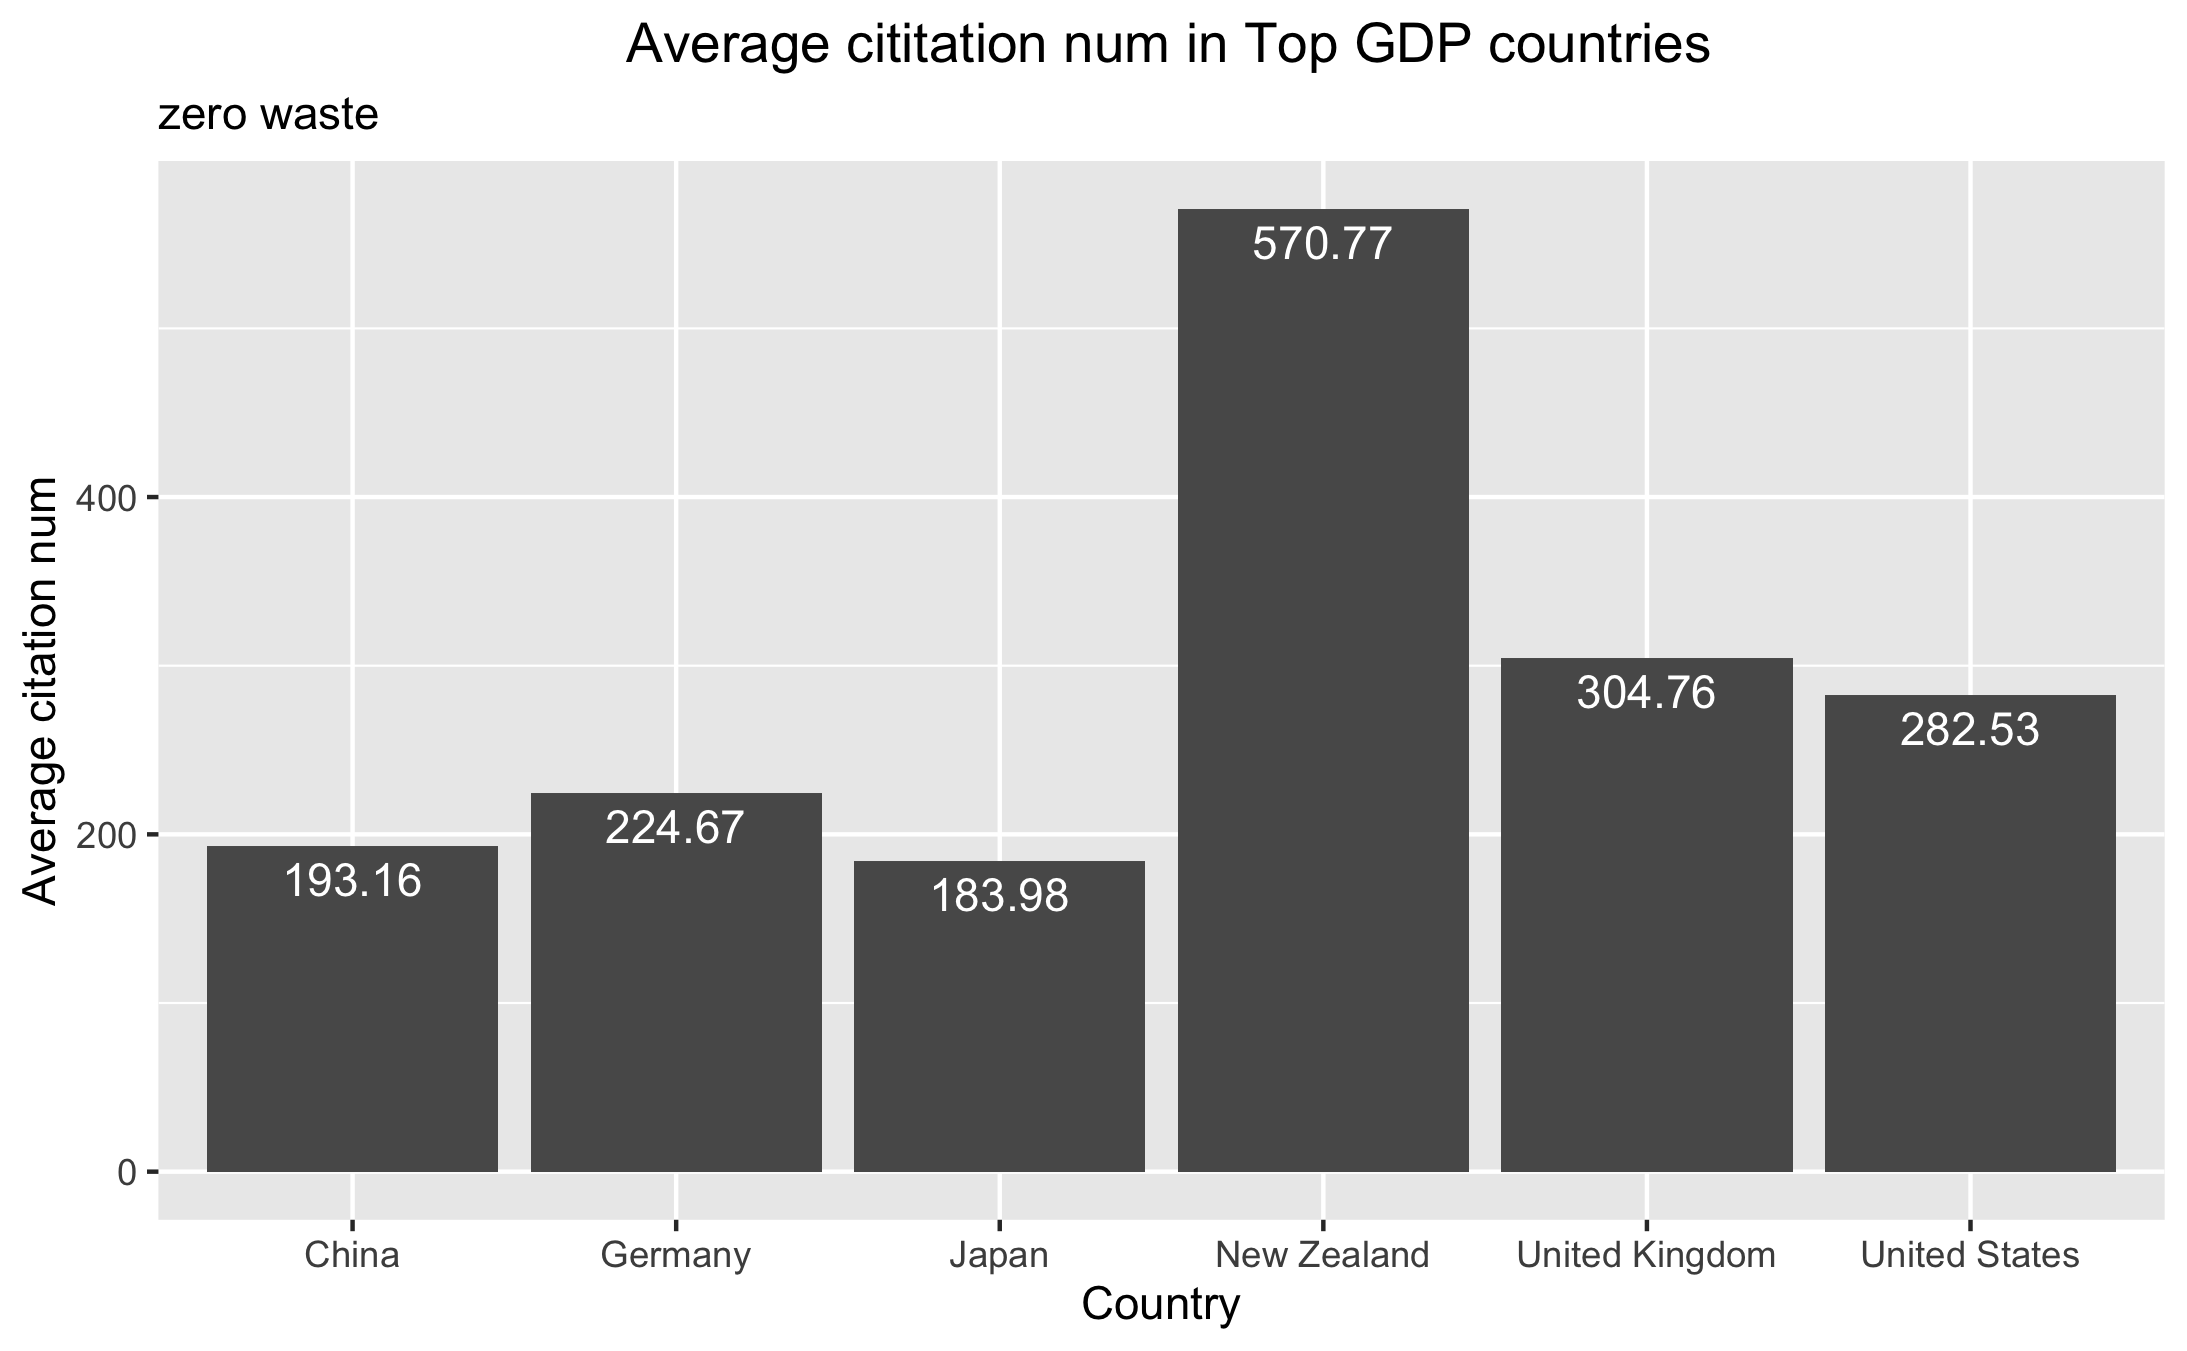 Average cititation num in Top GDP countries
zero waste
Average citation num
400
200
0
193.16
224.67
183.98
570.77
304.76
282.53
China
Germany
Japan
New Zealand
United Kingdom
United States
Country